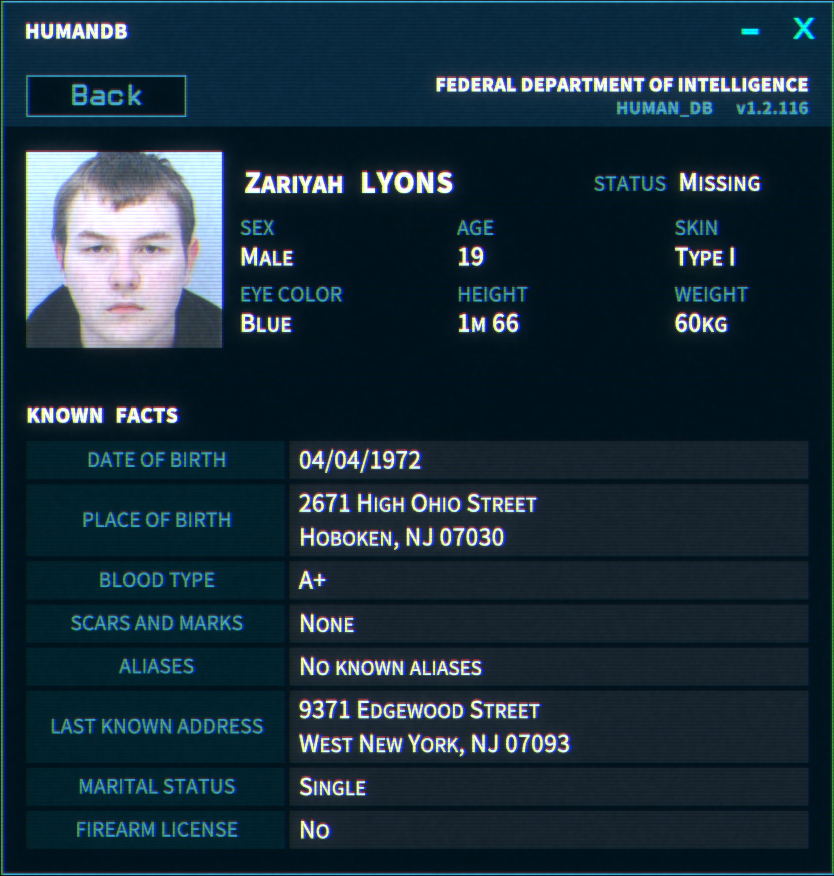 HUMANDB
Back
FEDERAL DEPARTMENT OF INTELLIGENCE
HUMAN_DB v1.2.116
Zariyah LYONS
STATUS Missing
SEX AGE SKIN
Male 19 Type I
EYE COLOR HEIGHT WEIGHT
Blue 1m 66 60kg
KNOWN FACTS
DATE OF BIRTH 04/04/1972
PLACE OF BIRTH 2671 High Ohio Street
Hoboken, NJ 07030
BLOOD TYPE A+
SCARS AND MARKS None
ALIASES No known aliases
LAST KNOWN ADDRESS 9371 Edgewood Street
West New York, NJ 07093
MARITAL STATUS Single
FIREARM LICENSE No